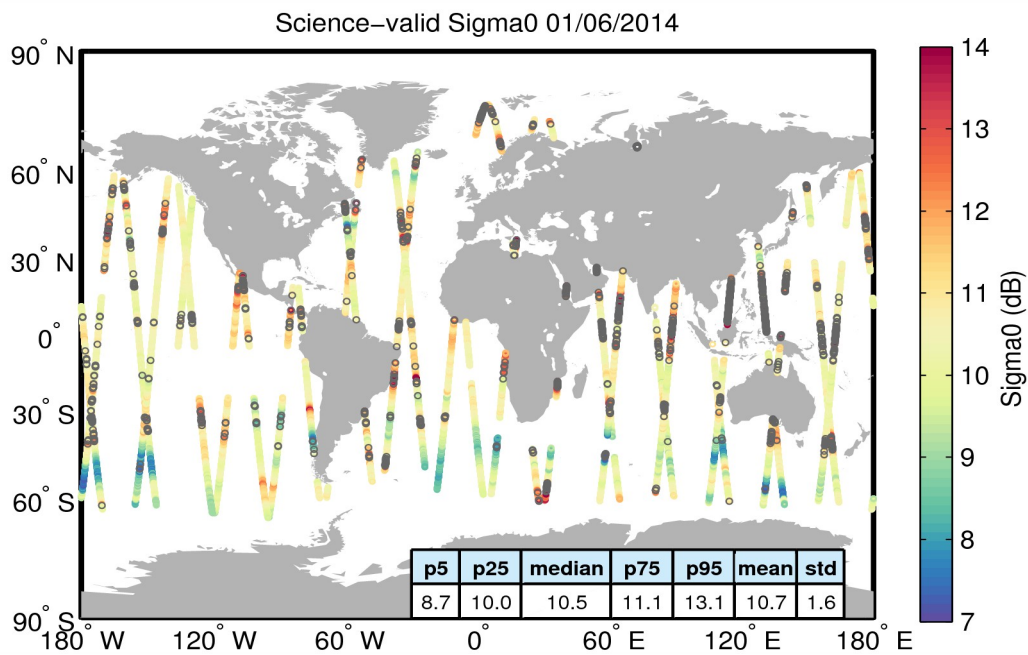 Science−valid Sigma0 01/06/2014
90° N
60° N
30° N
0°
30° S
60° S
90° S
180° W
120° W
60° W
0°
60° E
120° E
180° E
p5 p25 median p75 p95 mean std
8.7 10.0 10.5 11.1 13.1 10.7 1.6
14
13
12
11
10
9
8
7
Sigma0 (dB)